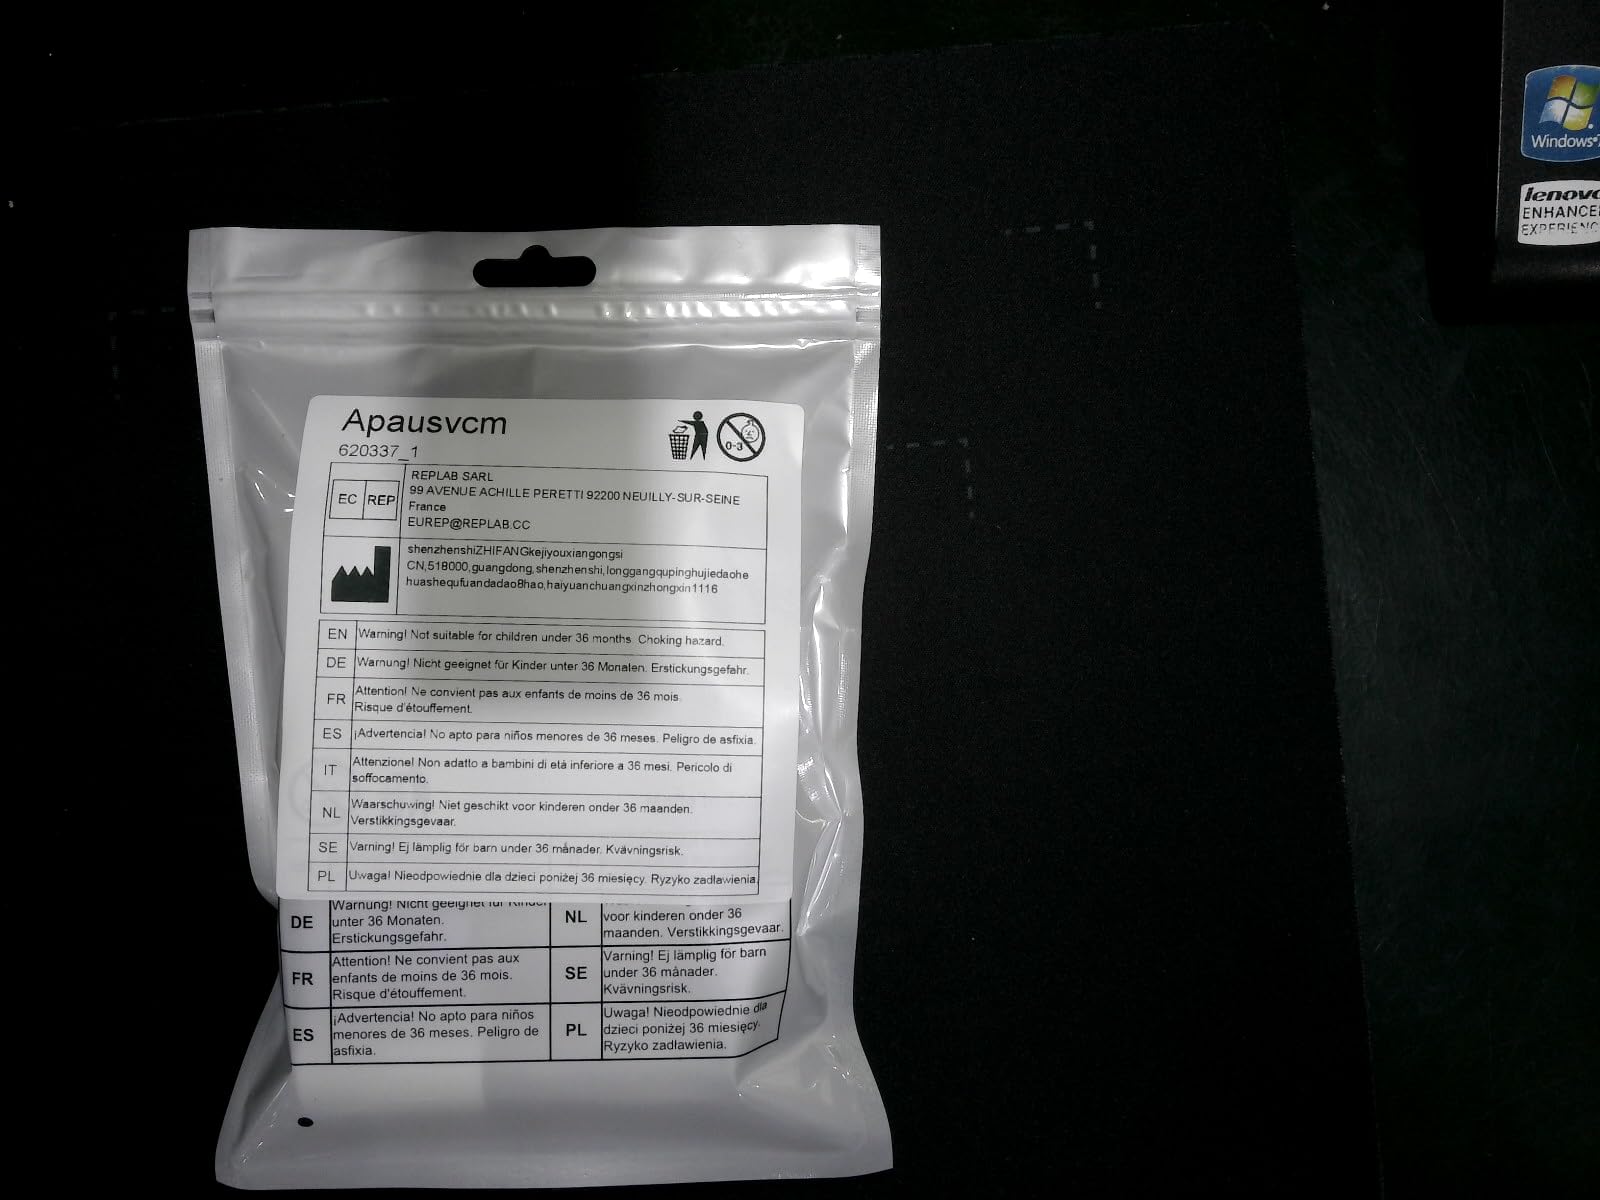 Apausvcm
620337_1
0-3
EC REP
REPLAB SARL
99 AVENUE ACHILLE PERETTI 92200 NEUILLY-SUR-SEINE
France
EUREP@REPLAB.CC
shenzhenshiZHIFANGkejiyouxiangongsi
CN,518000,guangdong,shenzhenshi,longgangqupinghujiedaohe
huashequfuandadao8hao,haiyuanchuangxinzhongxin1116
EN Warning! Not suitable for children under 36 months. Choking hazard.
DE Warnung! Nicht geeignet für Kinder unter 36 Monaten. Erstickungsgefahr.
FR Attention! Ne convient pas aux enfants de moins de 36 mois.
Risque d'étouffement.
ES ¡Advertencia! No apto para niños menores de 36 meses. Peligro de asfixia.
IT Attenzione! Non adatto a bambini di età inferiore a 36 mesi. Pericolo di
soffocamento.
NL Waarschuwing! Niet geschikt voor kinderen onder 36 maanden.
Verstikkingsgevaar.
SE Varning! Ej lämplig för barn under 36 månader. Kvävningsrisk.
PL Uwaga! Nieodpowiednie dla dzieci poniżej 36 miesięcy. Ryzyko zadławienia
DE Warnung! Nicht geeignet für Kinder
unter 36 Monaten.
Erstickungsgefahr.
NL
voor kinderen onder 36
maanden. Verstikkingsgevaar.
FR Attention! Ne convient pas aux
enfants de moins de 36 mois.
Risque d'étouffement.
SE Varning! Ej lämplig för barn
under 36 månader.
Kvävningsrisk.
ES ¡Advertencia! No apto para niños
menores de 36 meses. Peligro de
asfixia.
PL Uwaga! Nieodpowiednie dla
dzieci poniżej 36 miesięcy.
Ryzyko zadławienia.
Windows 7
lenovo
ENHANCE
EXPERIENC